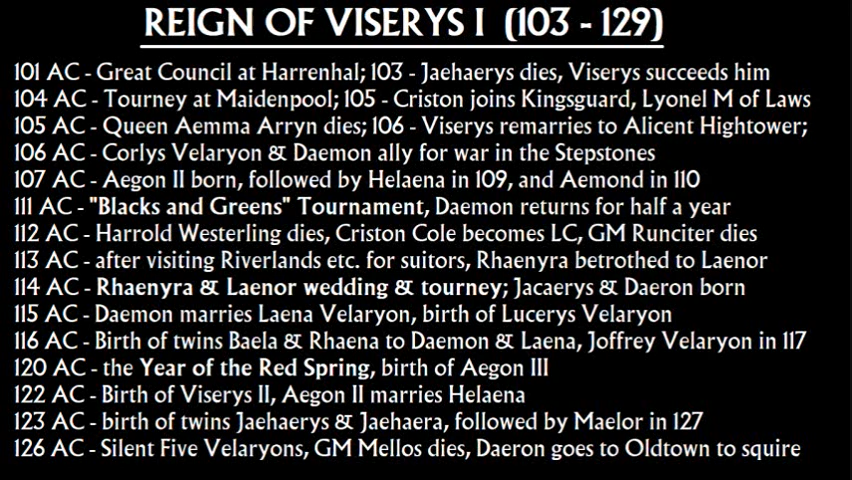 REIGN OF VISERYS I (103 - 129)
101 AC - Great Council at Harrenhal; 103 - Jaehaerys dies, Viserys succeeds him
104 AC - Tourney at Maidenpool; 105 - Criston joins Kingsguard, Lyonel M of Laws
105 AC - Queen Aemma Arryn dies; 106 - Viserys remarries to Alicent Hightower;
106 AC - Corlys Velaryon & Daemon ally for war in the Stepstones
107 AC - Aegon II born, followed by Helaena in 109, and Aemond in 110
111 AC - "Blacks and Greens" Tournament, Daemon returns for half a year
112 AC - Harrold Westerling dies, Criston Cole becomes LC, GM Runciter dies
113 AC - after visiting Riverlands etc. for suitors, Rhaenyra betrothed to Laenor
114 AC - Rhaenyra & Laenor wedding & tourney; Jacaerys & Daeron born
115 AC - Daemon marries Laena Velaryon, birth of Lucerys Velaryon
116 AC - Birth of twins Baela & Rhaena to Daemon & Laena, Joffrey Velaryon in 117
120 AC - the Year of the Red Spring, birth of Aegon III
122 AC - Birth of Viserys II, Aegon II marries Helaena
123 AC - birth of twins Jaehaerys & Jaehaera, followed by Maelor in 127
126 AC - Silent Five Velaryons, GM Mellos dies, Daeron goes to Oldtown to squire